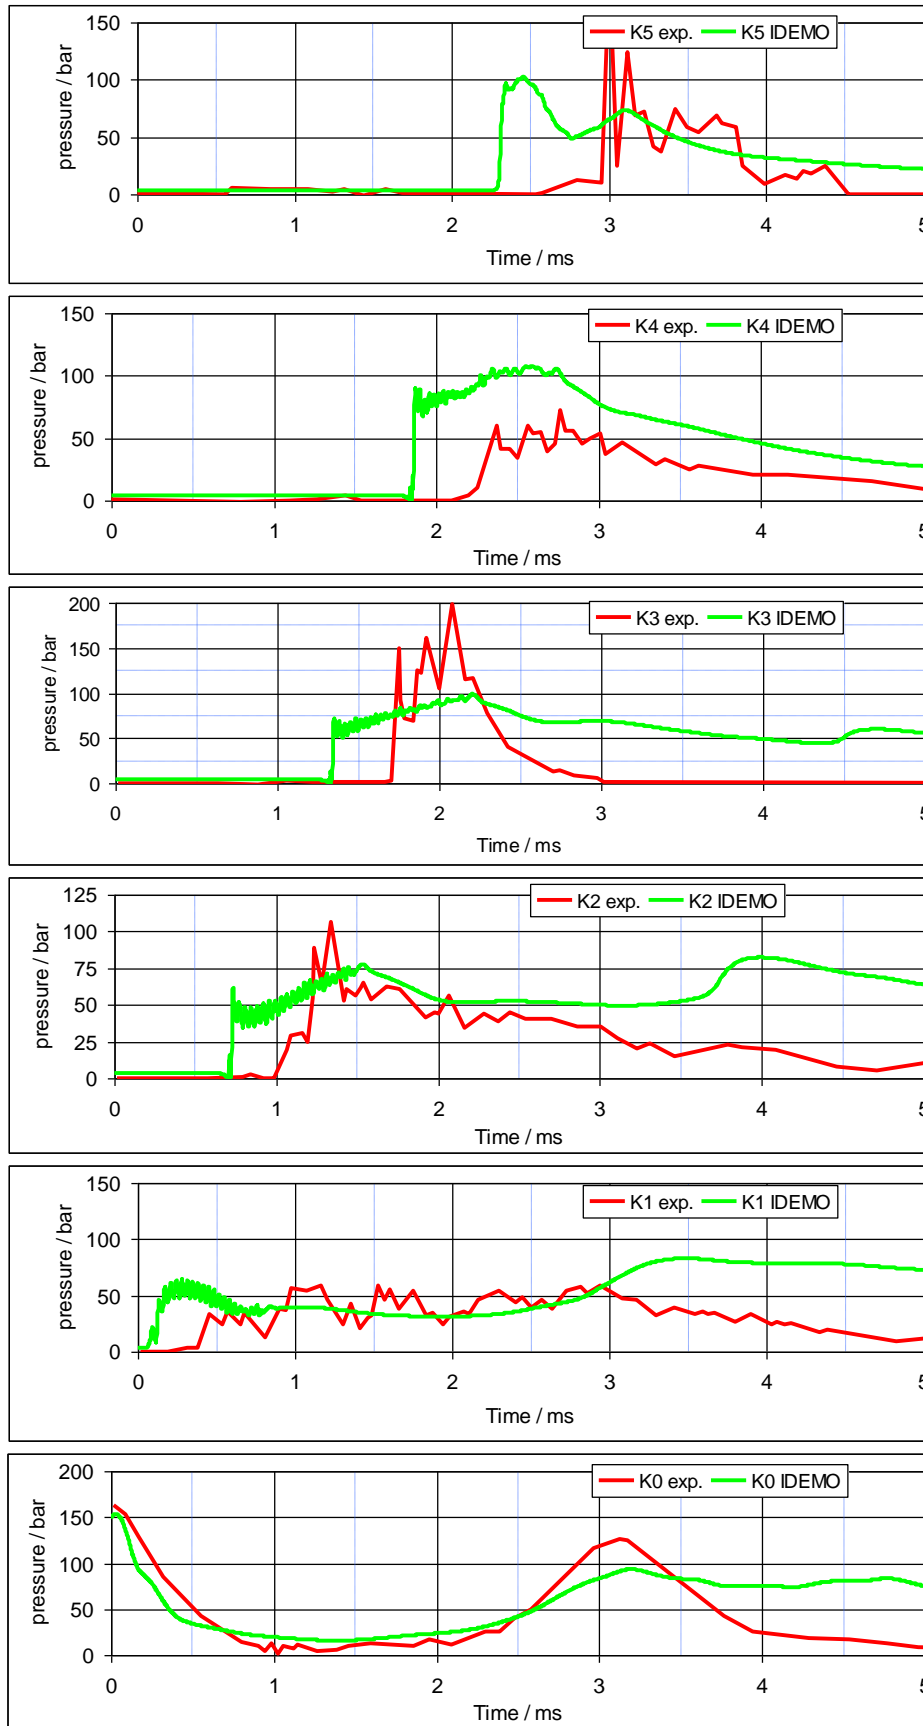 K5 exp. K5 IDEMO
pressure / bar
150
100
50
0
0 1 2 3 4 5
Time / ms
K4 exp. K4 IDEMO
pressure / bar
150
100
50
0
0 1 2 3 4 5
Time / ms
K3 exp. K3 IDEMO
pressure / bar
200
150
100
50
0
0 1 2 3 4 5
Time / ms
K2 exp. K2 IDEMO
pressure / bar
125
100
75
50
25
0
0 1 2 3 4 5
Time / ms
K1 exp. K1 IDEMO
pressure / bar
150
100
50
0
0 1 2 3 4 5
Time / ms
K0 exp. K0 IDEMO
pressure / bar
200
150
100
50
0
0 1 2 3 4 5
Time / ms